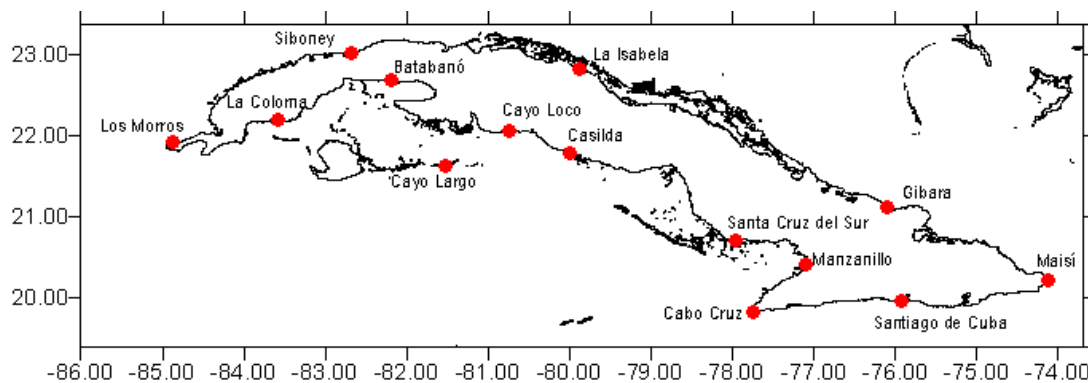 23.00
22.00
21.00
20.00
Siboney
La Isabela
Batabanó
La Coloma
Cayo Loco
Los Morros
Casilda
Cayo Largo
Gibara
Santa Cruz del Sur
Manzanillo
Maisí
Cabo Cruz
Santiago de Cuba
-86.00 -85.00 -84.00 -83.00 -82.00 -81.00 -80.00 -79.00 -78.00 -77.00 -76.00 -75.00 -74.00